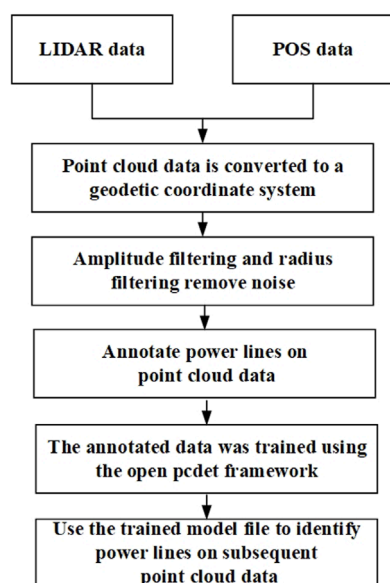 LIDAR data
POS data
Point cloud data is converted to a
geodetic coordinate system
Amplitude filtering and radius
filtering remove noise
Annotate power lines on
point cloud data
The annotated data was trained using
the open pcdet framework
Use the trained model file to identify
power lines on subsequent
point cloud data